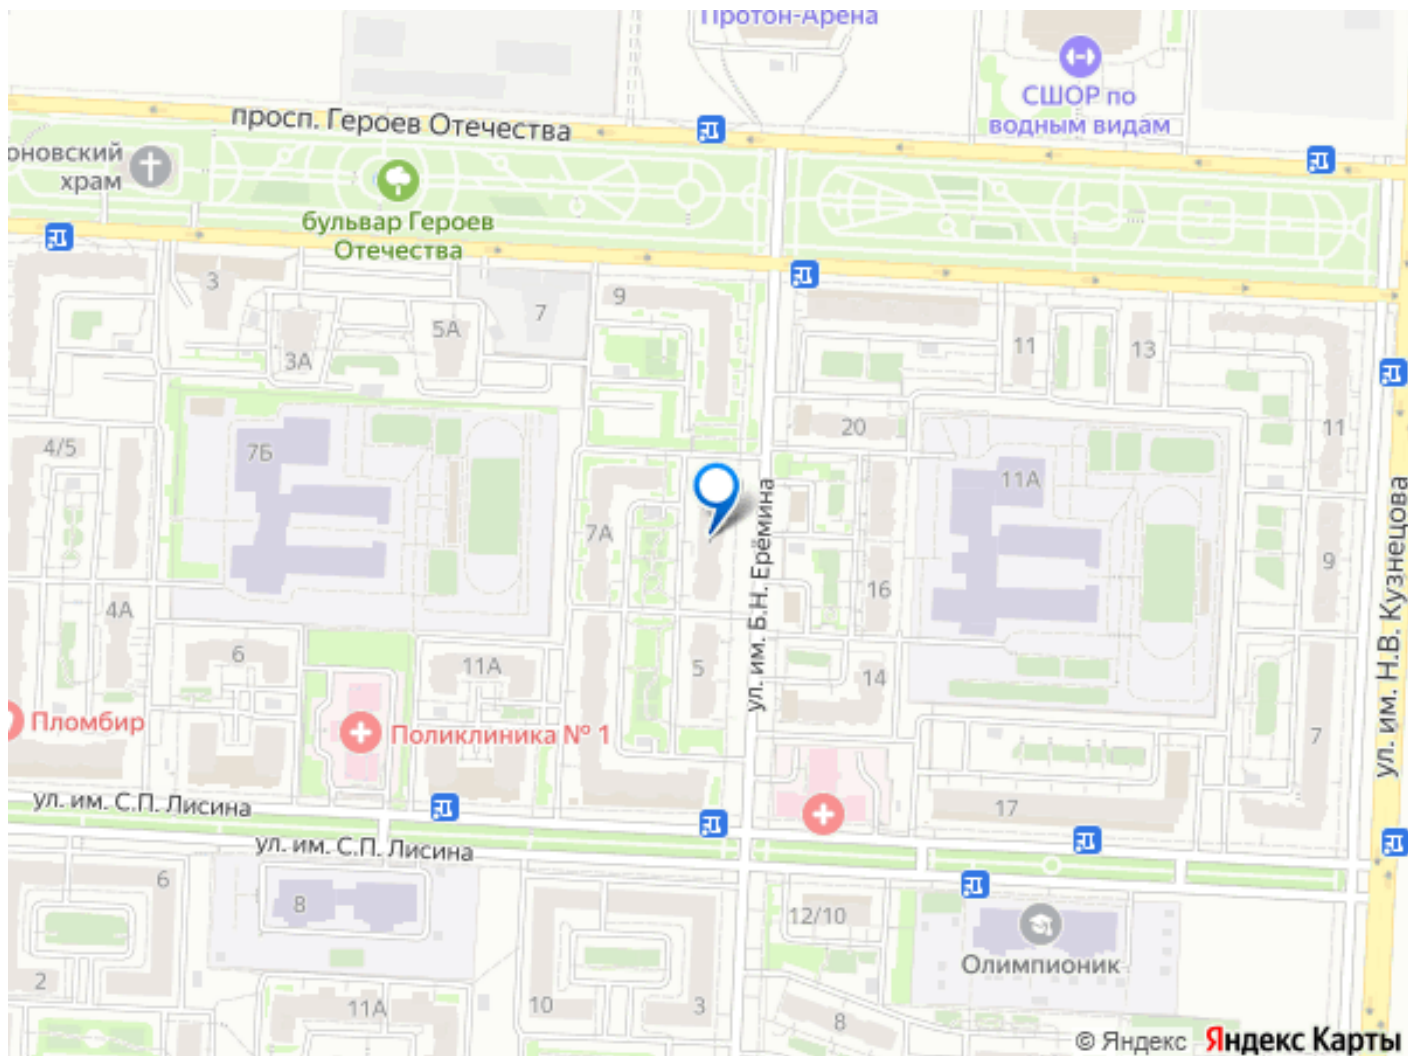 Протон-Арена
СШОР по
водным видам
просп. Героев Отечества
оновский
храм
бульвар Героев
Отечества
3
3А
5А
7
9
11
13
4/5
7Б
20
11А
11
7А
ул. им. Б.Н. Ерёмина
16
9
ул. им. Н.В. Кузнецова
4А
6
11А
5
14
7
Пломбир
Поликлиника № 1
ул. им. С.П. Лисина
17
ул. им. С.П. Лисина
6
8
12/10
Олимпионик
2
11А
10
3
8
© Яндекс Яндекс Карты